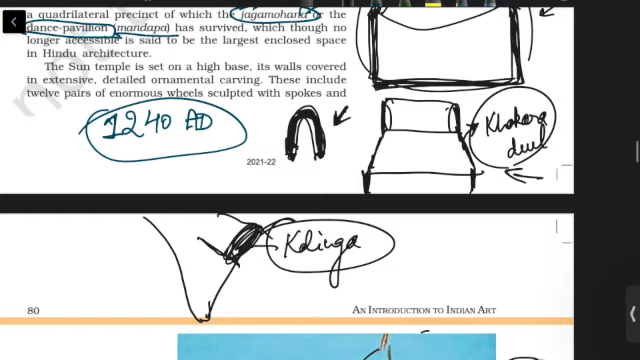 a quadrilateral precinct of which the jagamohana or the
dance-pavilion (mandapa) has survived, which though no
longer accessible is said to be the largest enclosed space
in Hindu architecture.
The Sun temple is set on a high base, its walls covered
in extensive, detailed ornamental carving. These include
twelve pairs of enormous wheels sculpted with spokes and
1240 AD
Khakara
deul
2021-22
Kalinga
80
AN INTRODUCTION TO INDIAN ART